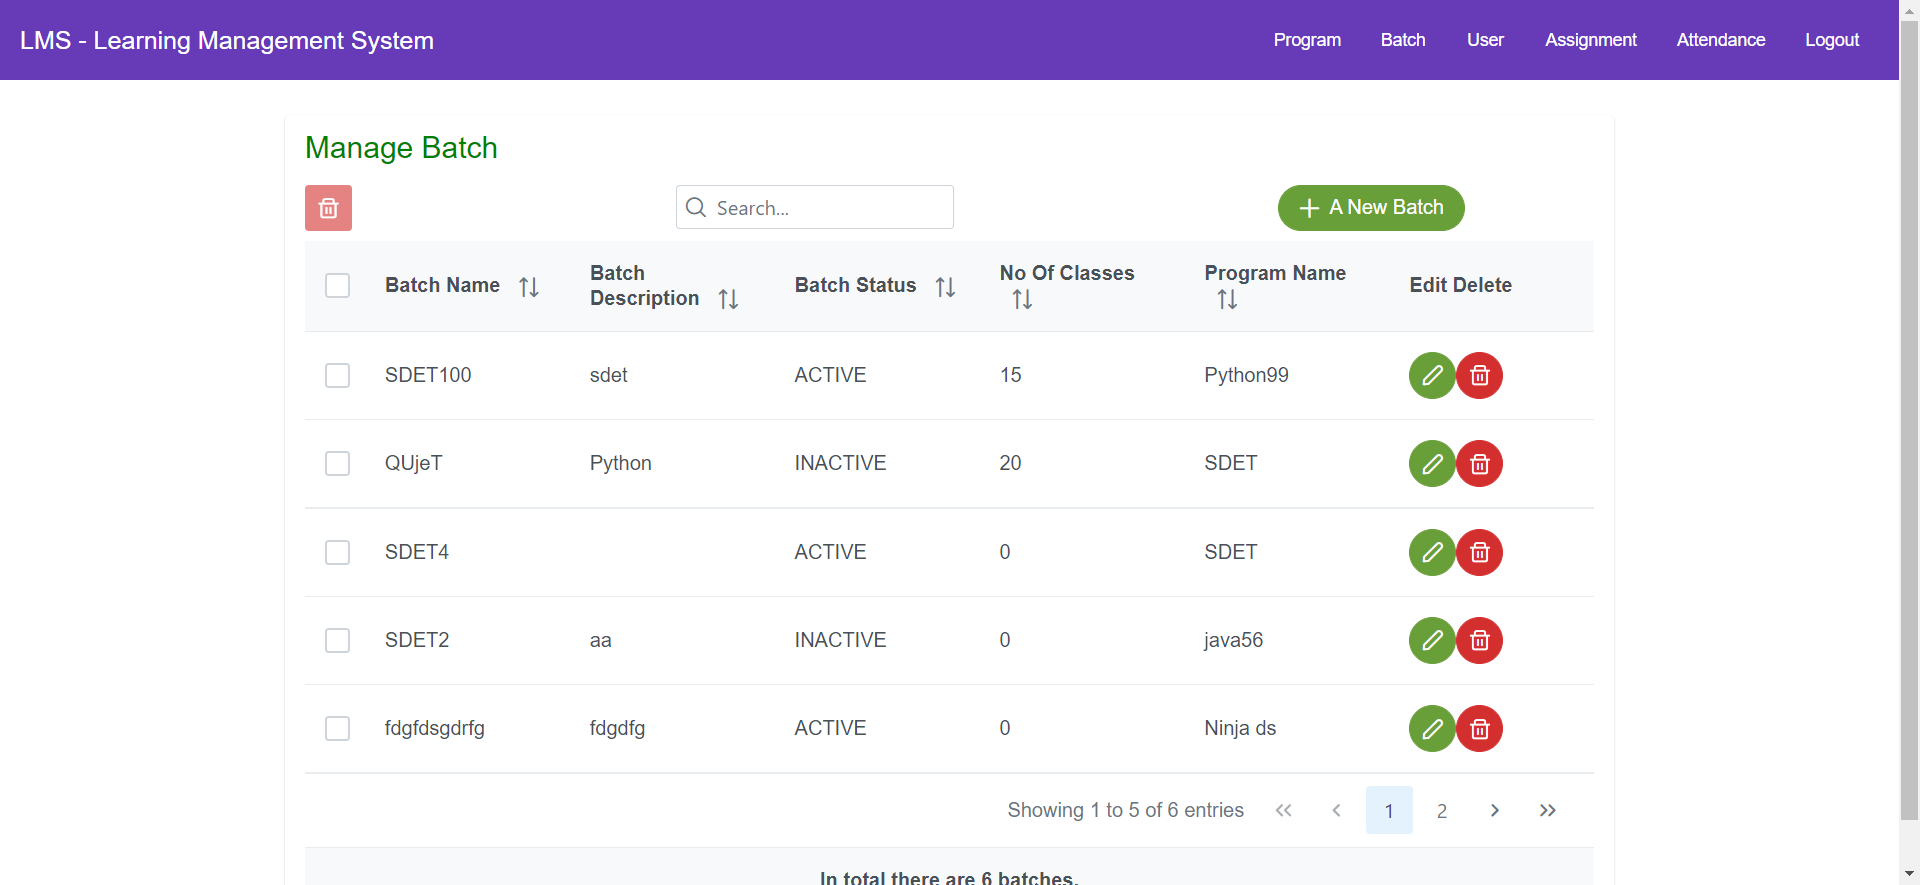 LMS - Learning Management System
Program Batch User Assignment Attendance Logout
Manage Batch
Search...
A New Batch
Batch Name
Batch
Description
Batch Status
No Of Classes
Program Name
Edit Delete
SDET100 sdet ACTIVE 15 Python99
QUjeT Python INACTIVE 20 SDET
SDET4 ACTIVE 0 SDET
SDET2 aa INACTIVE 0 java56
fdgfdsgdrfg fdgdfg ACTIVE 0 Ninja ds
Showing 1 to 5 of 6 entries 1 2
In total there are 6 batches.